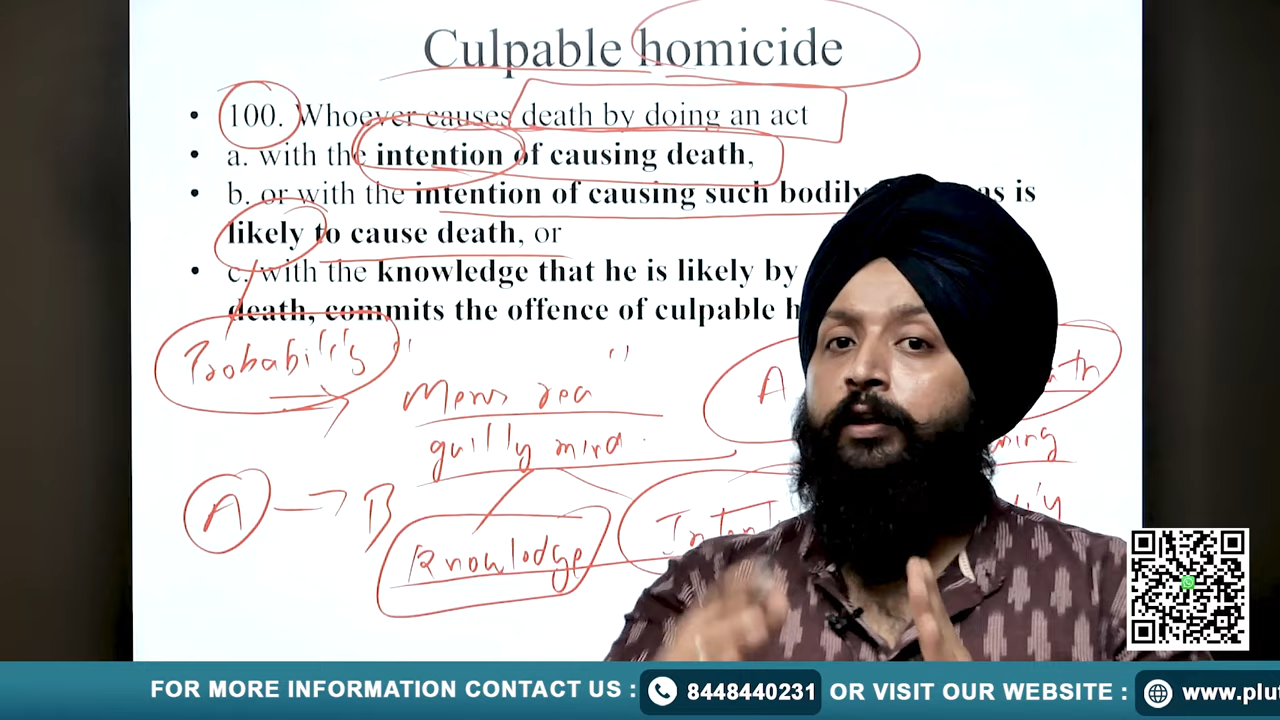 Culpable homicide
• 100. Whoever causes death by doing an act
• a. with the intention of causing death,
• b. or with the intention of causing such bodily as is
likely to cause death, or
• c. with the knowledge that he is likely by
death, commits the offence of culpable h
Mens rea
A
guilty mind.
A → B
Knowledge
FOR MORE INFORMATION CONTACT US : 8448440231 OR VISIT OUR WEBSITE : www.plut